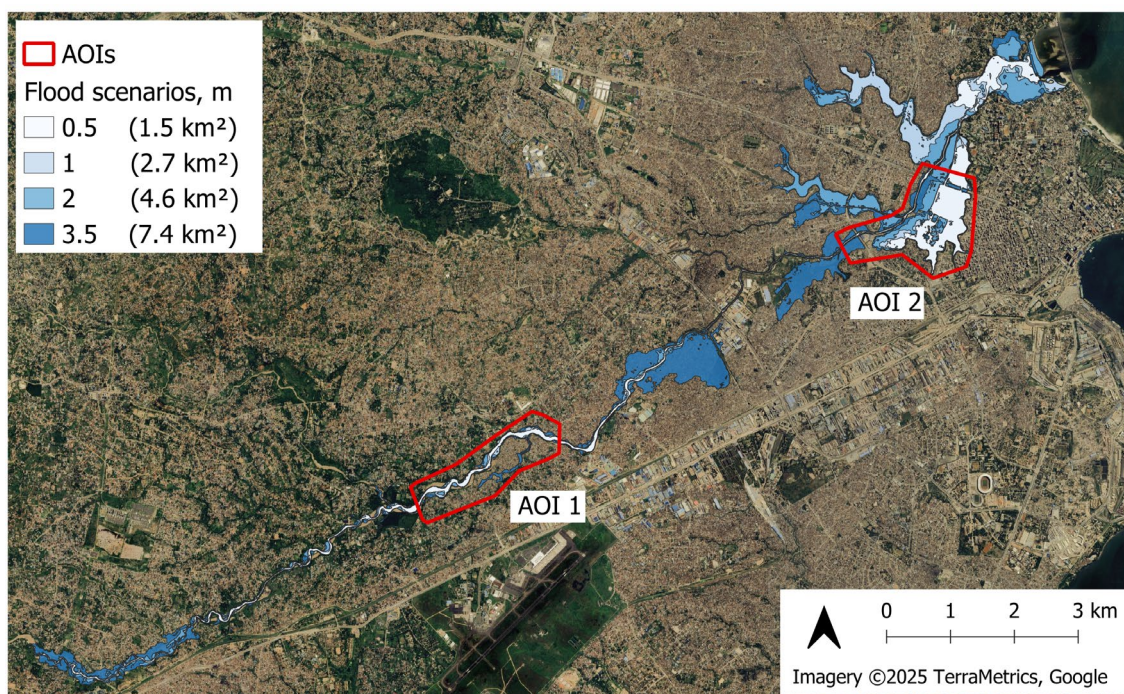 AOIs
Flood scenarios, m
0.5 (1.5 km²)
1 (2.7 km²)
2 (4.6 km²)
3.5 (7.4 km²)
AOI 2
AOI 1
0 1 2 3 km
Imagery ©2025 TerraMetrics, Google